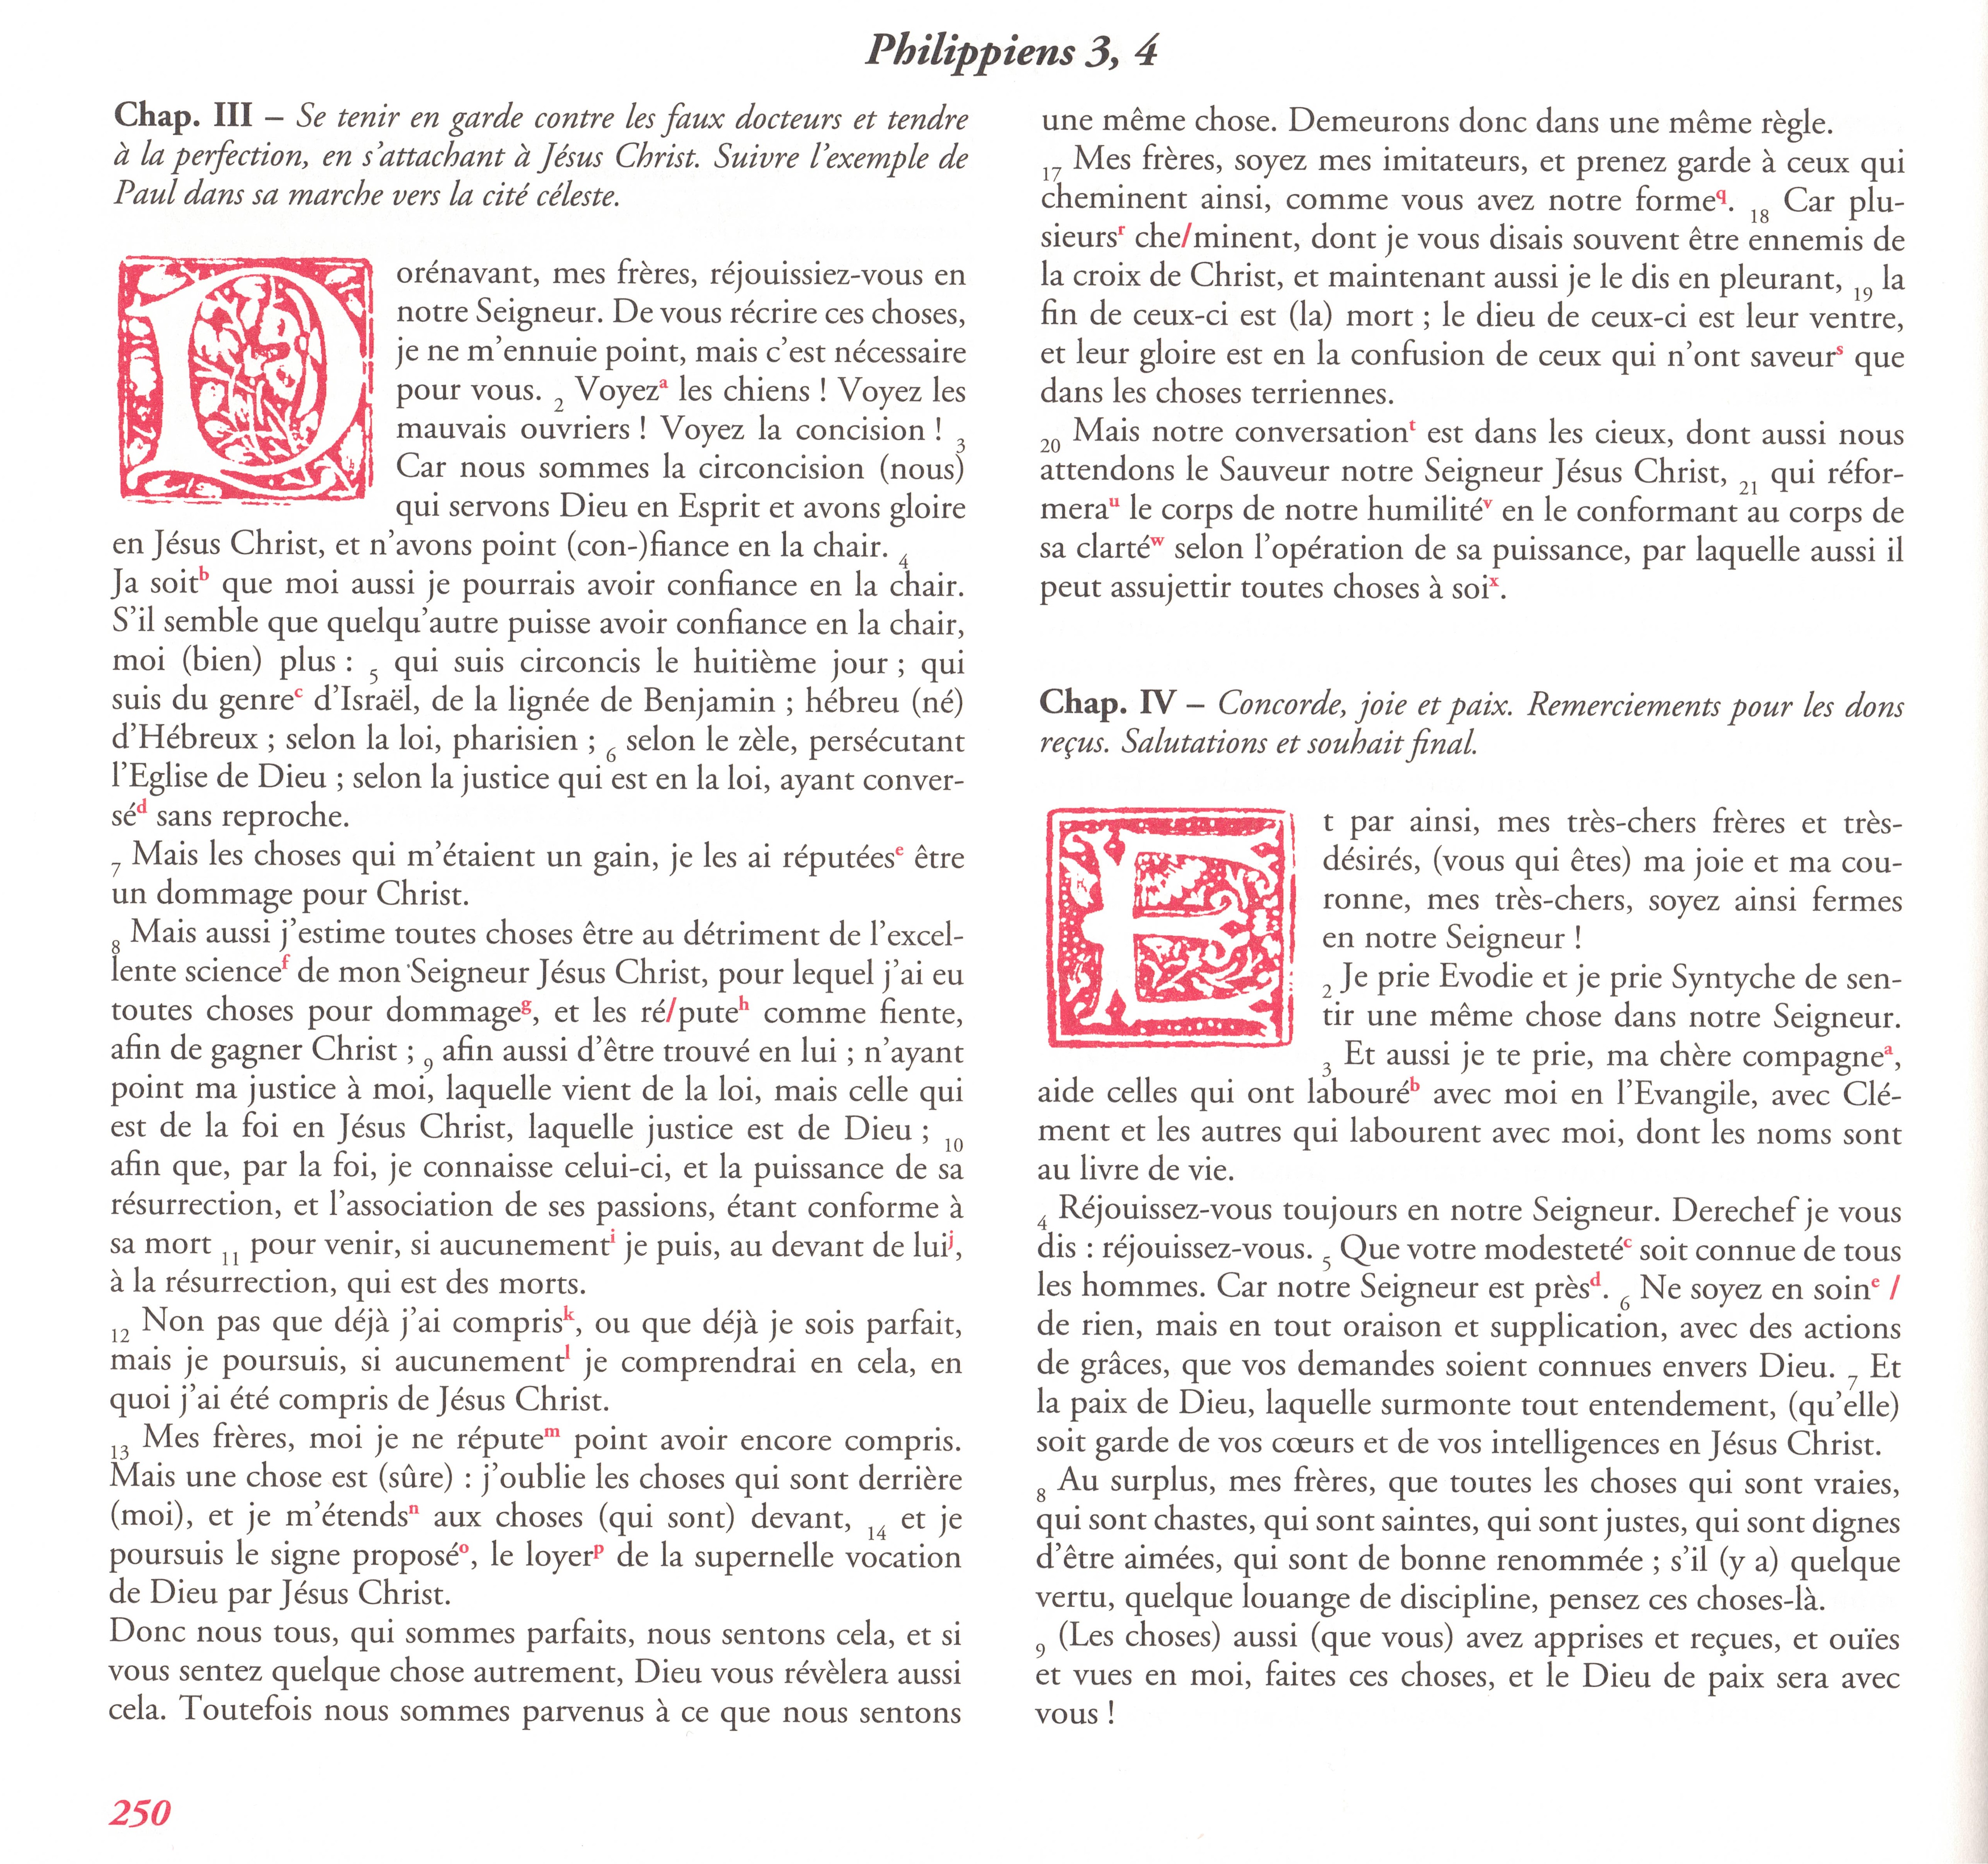 Philippiens 3, 4
Chap. III – Se tenir en garde contre les faux docteurs et tendre
à la perfection, en s'attachant à Jésus Christ. Suivre l'exemple de
Paul dans sa marche vers la cité céleste.
Dorénavant, mes frères, réjouissiez-vous en
notre Seigneur. De vous récrire ces choses,
je ne m'ennuie point, mais c'est nécessaire
pour vous. 2 Voyez^a les chiens ! Voyez les
mauvais ouvriers ! Voyez la concision ! 3
Car nous sommes la circoncision (nous)
qui servons Dieu en Esprit et avons gloire
en Jésus Christ, et n'avons point (con-)fiance en la chair. 4
Ja soit^b que moi aussi je pourrais avoir confiance en la chair.
S'il semble que quelqu'autre puisse avoir confiance en la chair,
moi (bien) plus : 5 qui suis circoncis le huitième jour ; qui
suis du genre^c d'Israël, de la lignée de Benjamin ; hébreu (né)
d'Hébreux ; selon la loi, pharisien ; 6 selon le zèle, persécutant
l'Eglise de Dieu ; selon la justice qui est en la loi, ayant conver-
sé^d sans reproche.
7 Mais les choses qui m'étaient un gain, je les ai réputées^e être
un dommage pour Christ.
8 Mais aussi j'estime toutes choses être au détriment de l'excel-
lente science^f de mon Seigneur Jésus Christ, pour lequel j'ai eu
toutes choses pour dommage^g, et les ré/pute^h comme fiente,
afin de gagner Christ ; 9 afin aussi d'être trouvé en lui ; n'ayant
point ma justice à moi, laquelle vient de la loi, mais celle qui
est de la foi en Jésus Christ, laquelle justice est de Dieu ; 10
afin que, par la foi, je connaisse celui-ci, et la puissance de sa
résurrection, et l'association de ses passions, étant conforme à
sa mort 11 pour venir, si aucunement^i je puis, au devant de lui^j,
à la résurrection, qui est des morts.
12 Non pas que déjà j'ai compris^k, ou que déjà je sois parfait,
mais je poursuis, si aucunement^l je comprendrai en cela, en
quoi j'ai été compris de Jésus Christ.
13 Mes frères, moi je ne répute^m point avoir encore compris.
Mais une chose est (sûre) : j'oublie les choses qui sont derrière
(moi), et je m'étends^n aux choses (qui sont) devant, 14 et je
poursuis le signe proposé^o, le loyer^p de la supernelle vocation
de Dieu par Jésus Christ.
Donc nous tous, qui sommes parfaits, nous sentons cela, et si
vous sentez quelque chose autrement, Dieu vous révèlera aussi
cela. Toutefois nous sommes parvenus à ce que nous sentons
une même chose. Demeurons donc dans une même règle.
17 Mes frères, soyez mes imitateurs, et prenez garde à ceux qui
cheminent ainsi, comme vous avez notre forme^q. 18 Car plu-
sieurs^r che/minent, dont je vous disais souvent être ennemis de
la croix de Christ, et maintenant aussi je le dis en pleurant, 19 la
fin de ceux-ci est (la) mort ; le dieu de ceux-ci est leur ventre,
et leur gloire est en la confusion de ceux qui n'ont saveur^s que
dans les choses terriennes.
20 Mais notre conversation^t est dans les cieux, dont aussi nous
attendons le Sauveur notre Seigneur Jésus Christ, 21 qui réfor-
mera^u le corps de notre humilité^v en le conformant au corps de
sa clarté^w selon l'opération de sa puissance, par laquelle aussi il
peut assujettir toutes choses à soi^x.
Chap. IV – Concorde, joie et paix. Remerciements pour les dons
reçus. Salutations et souhait final.
Et par ainsi, mes très-chers frères et très-
désirés, (vous qui êtes) ma joie et ma cou-
ronne, mes très-chers, soyez ainsi fermes
en notre Seigneur !
2 Je prie Evodie et je prie Syntyche de sen-
tir une même chose dans notre Seigneur.
3 Et aussi je te prie, ma chère compagne^a,
aide celles qui ont labouré^b avec moi en l'Evangile, avec Clé-
ment et les autres qui labourent avec moi, dont les noms sont
au livre de vie.
4 Réjouissez-vous toujours en notre Seigneur. Derechef je vous
dis : réjouissez-vous. 5 Que votre modesteté^c soit connue de tous
les hommes. Car notre Seigneur est près^d. 6 Ne soyez en soin^e /
de rien, mais en tout oraison et supplication, avec des actions
de grâces, que vos demandes soient connues envers Dieu. 7 Et
la paix de Dieu, laquelle surmonte tout entendement, (qu'elle)
soit garde de vos cœurs et de vos intelligences en Jésus Christ.
8 Au surplus, mes frères, que toutes les choses qui sont vraies,
qui sont chastes, qui sont saintes, qui sont justes, qui sont dignes
d'être aimées, qui sont de bonne renommée ; s'il (y a) quelque
vertu, quelque louange de discipline, pensez ces choses-là.
9 (Les choses) aussi (que vous) avez apprises et reçues, et ouïes
et vues en moi, faites ces choses, et le Dieu de paix sera avec
vous !
250